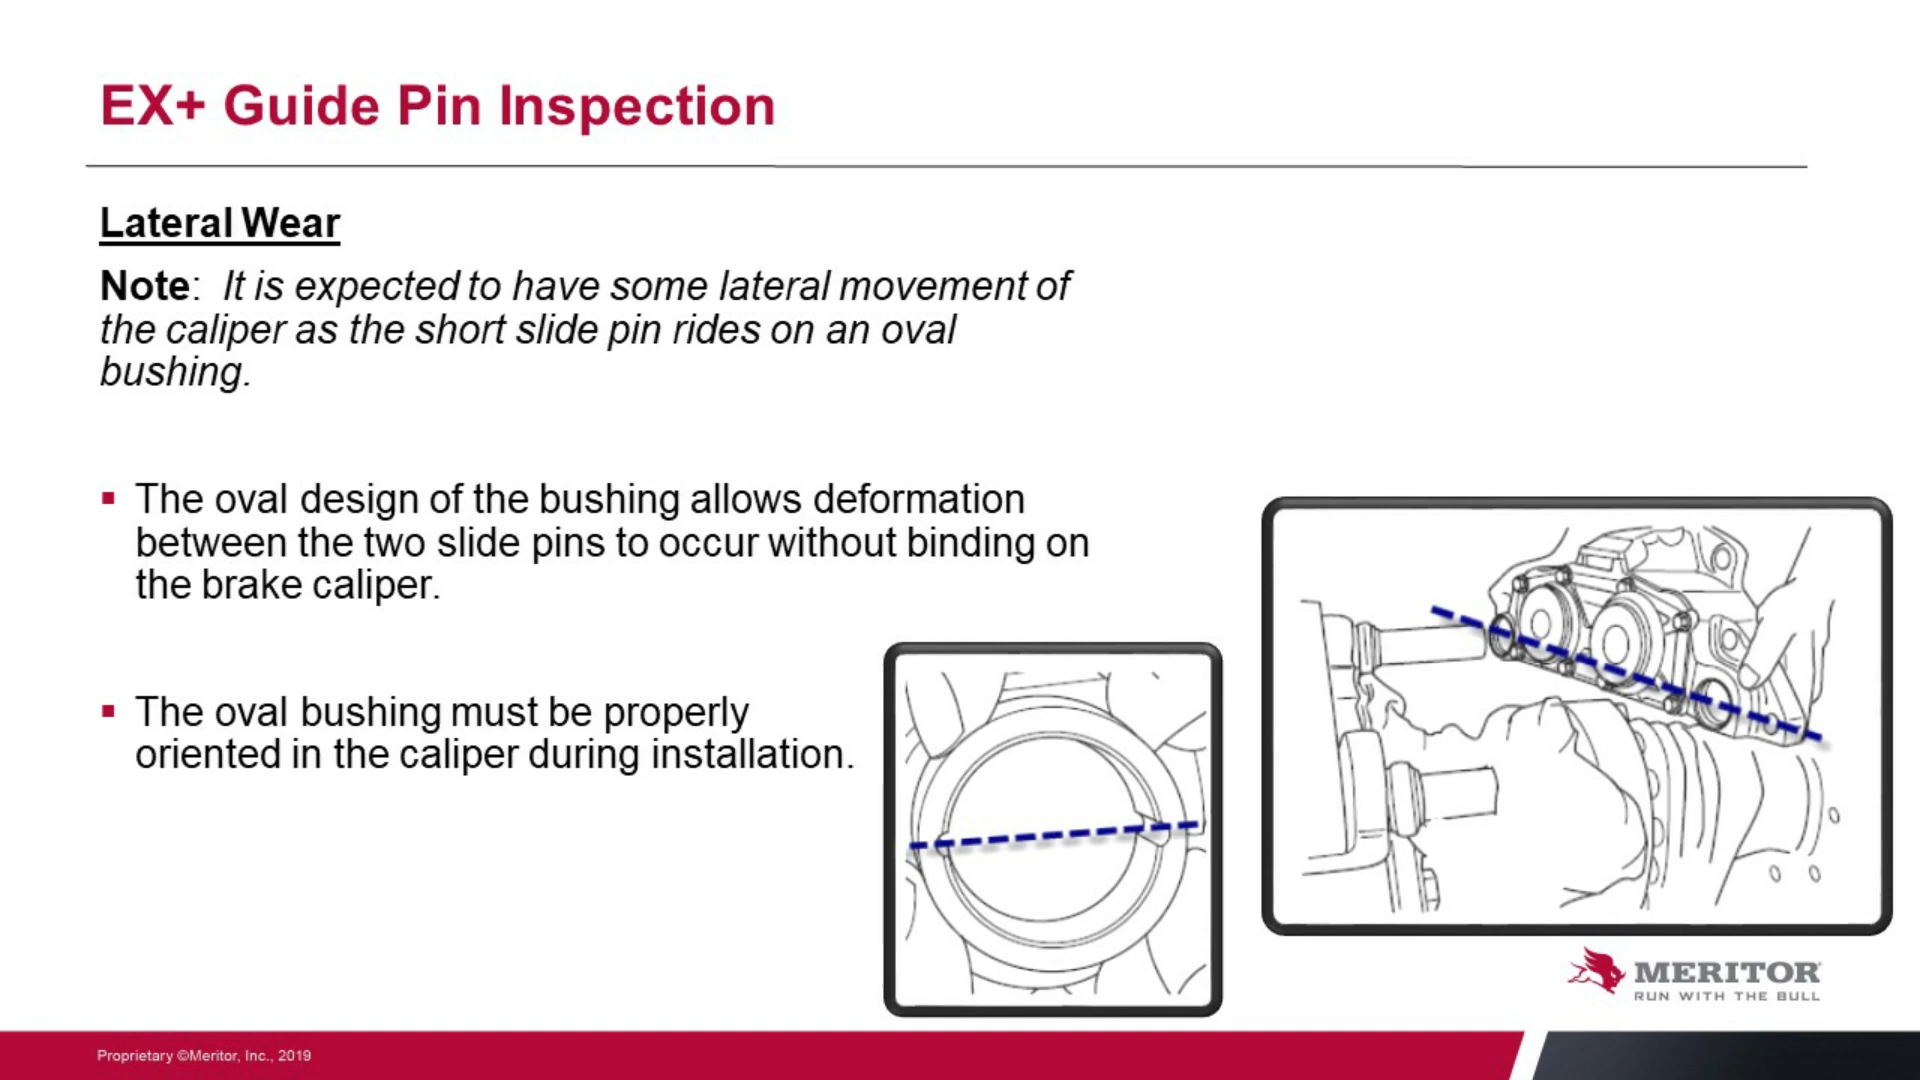 EX+ Guide Pin Inspection
Lateral Wear
Note:  It is expected to have some lateral movement of
the caliper as the short slide pin rides on an oval
bushing.
▪ The oval design of the bushing allows deformation
between the two slide pins to occur without binding on
the brake caliper.
▪ The oval bushing must be properly
oriented in the caliper during installation.
MERITOR
RUN WITH THE BULL
Proprietary ©Meritor, Inc., 2019